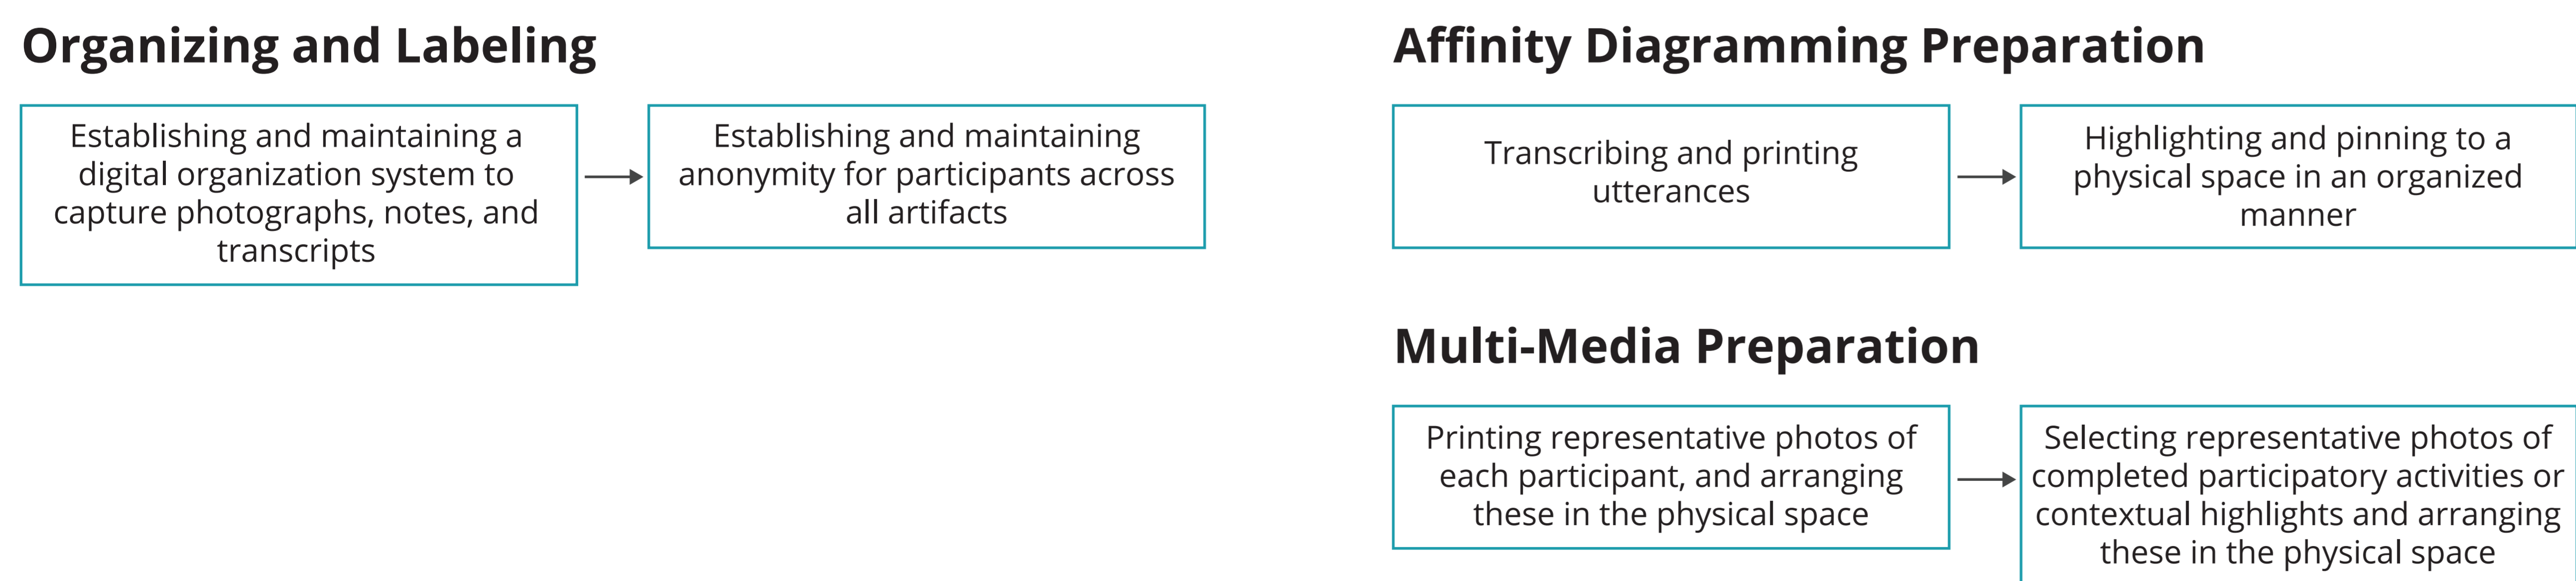 Organizing and Labeling
Establishing and maintaining a
digital organization system to
capture photographs, notes, and
transcripts
Establishing and maintaining
anonymity for participants across
all artifacts
Affinity Diagramming Preparation
Transcribing and printing
utterances
Highlighting and pinning to a
physical space in an organized
manner
Multi-Media Preparation
Printing representative photos of
each participant, and arranging
these in the physical space
Selecting representative photos of
completed participatory activities or
contextual highlights and arranging
these in the physical space